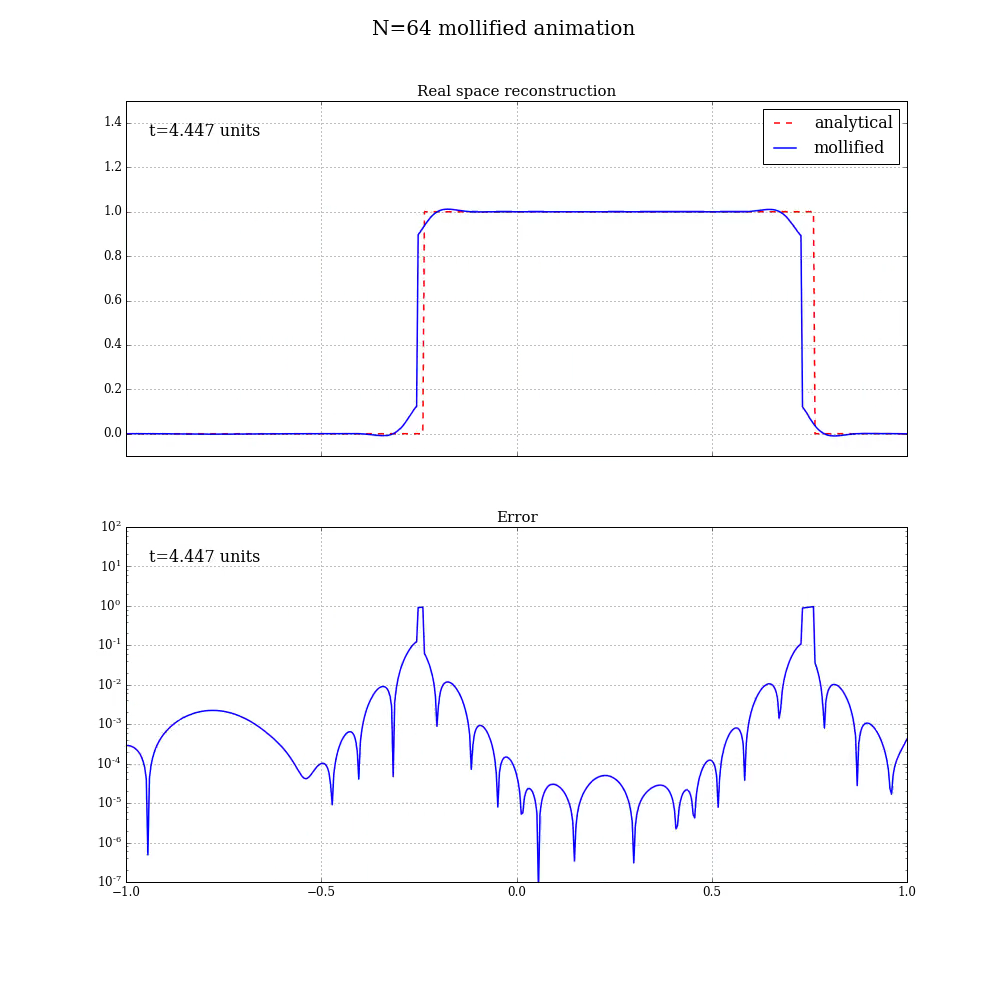 N=64 mollified animation
Real space reconstruction
t=4.447 units
analytical
mollified
1.4
1.2
1.0
0.8
0.6
0.4
0.2
0.0
Error
t=4.447 units
10²
10¹
10⁰
10⁻¹
10⁻²
10⁻³
10⁻⁴
10⁻⁵
10⁻⁶
10⁻⁷
−1.0 −0.5 0.0 0.5 1.0